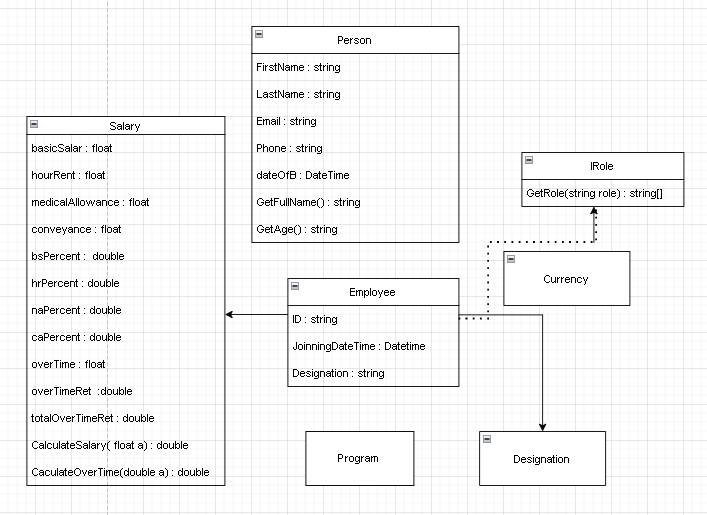 Person
FirstName : string
LastName : string
Email : string
Phone : string
dateOfB : DateTime
GetFullName() : string
GetAge() : string
Salary
basicSalar : float
hourRent : float
medicalAllowance : float
conveyance : float
bsPercent :  double
hrPercent : double
naPercent : double
caPercent : double
overTime : float
overTimeRet  :double
totalOverTimeRet : double
CalculateSalary( float a) : double
CaculateOverTime(double a) : double
IRole
GetRole(string role) : string[]
Currency
Employee
ID : string
JoinningDateTime : Datetime
Designation : string
Program
Designation